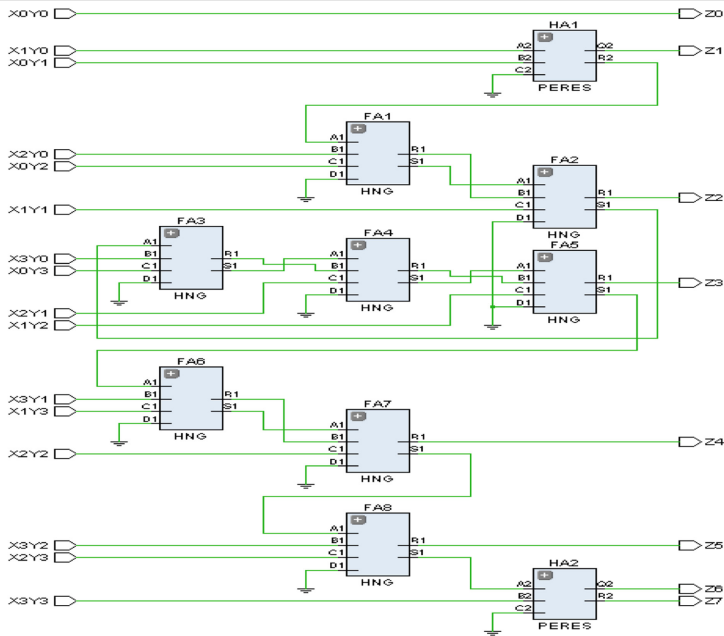 X0Y0 Z0
HA1
X1Y0 A2 Q2 Z1
X0Y1 B2 R2
C2
PERES
FA1
A1
X2Y0 B1 R1
X0Y2 C1 S1
D1
HNG
FA2
A1
B1 R1 Z2
X1Y1 C1 S1
D1
HNG
FA3
A1
X3Y0 B1 R1
X0Y3 C1 S1
D1
HNG
FA4
A1
B1 R1
C1 S1
D1
HNG
FA5
A1
B1 R1 Z3
C1 S1
D1
HNG
X2Y1
X1Y2
FA6
A1
X3Y1 B1 R1
X1Y3 C1 S1
D1
HNG
FA7
A1
B1 R1 Z4
X2Y2 C1 S1
D1
HNG
FA8
A1
X3Y2 B1 R1 Z5
X2Y3 C1 S1
D1
HNG
HA2
A2 Q2 Z6
X3Y3 B2 R2 Z7
C2
PERES